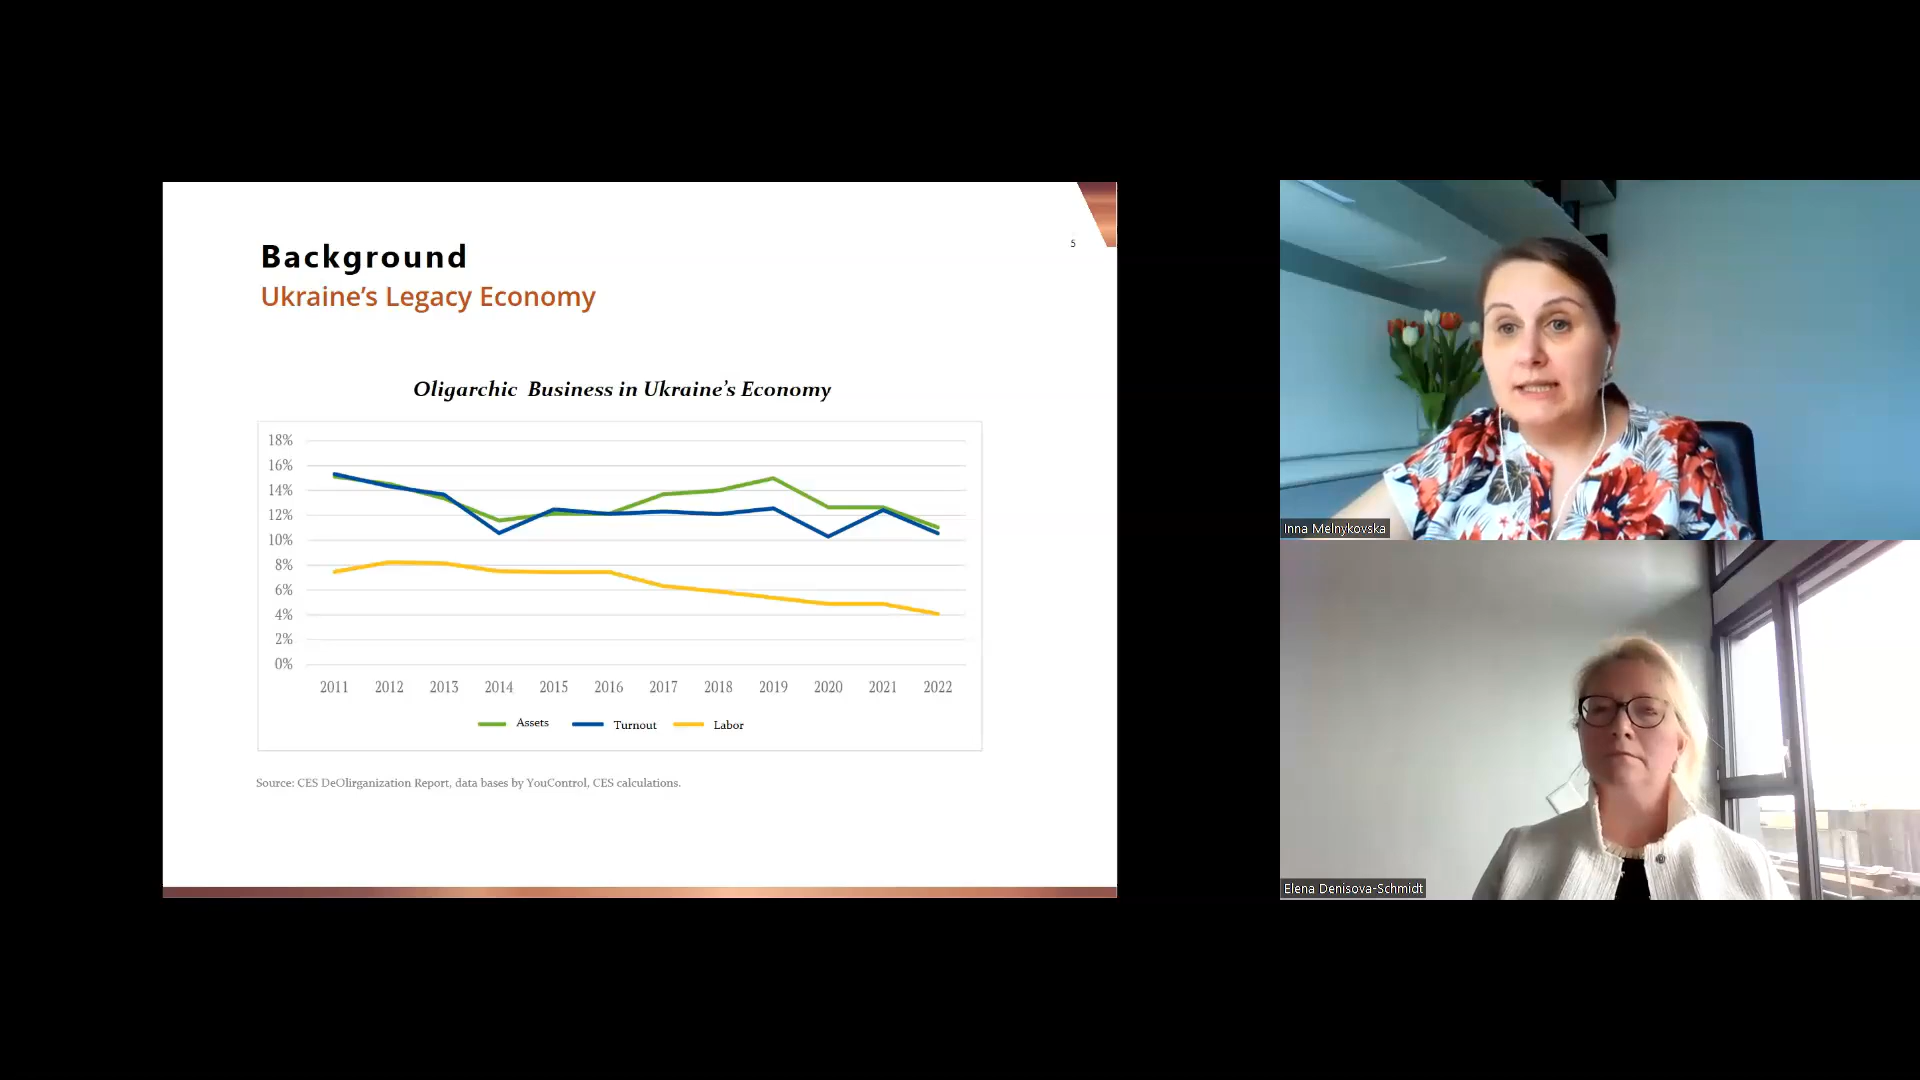 5
Background
Ukraine's Legacy Economy
Oligarchic Business in Ukraine's Economy
18%
16%
14%
12%
10%
8%
6%
4%
2%
0%
2011 2012 2013 2014 2015 2016 2017 2018 2019 2020 2021 2022
Assets Turnout Labor
Source: CES DeOlirganization Report, data bases by YouControl, CES calculations.
Inna Melnykovska
Elena Denisova-Schmidt